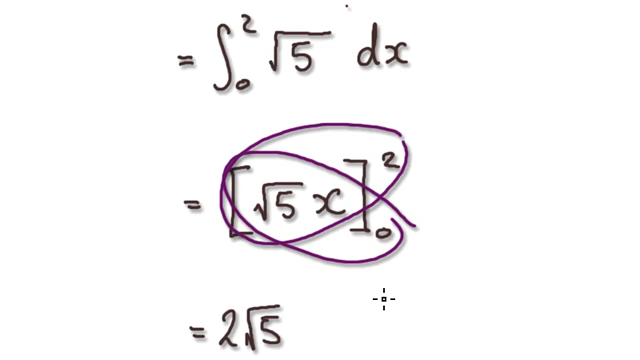 = ∫₀² √5 dx
= [√5 x]₀²
= 2√5